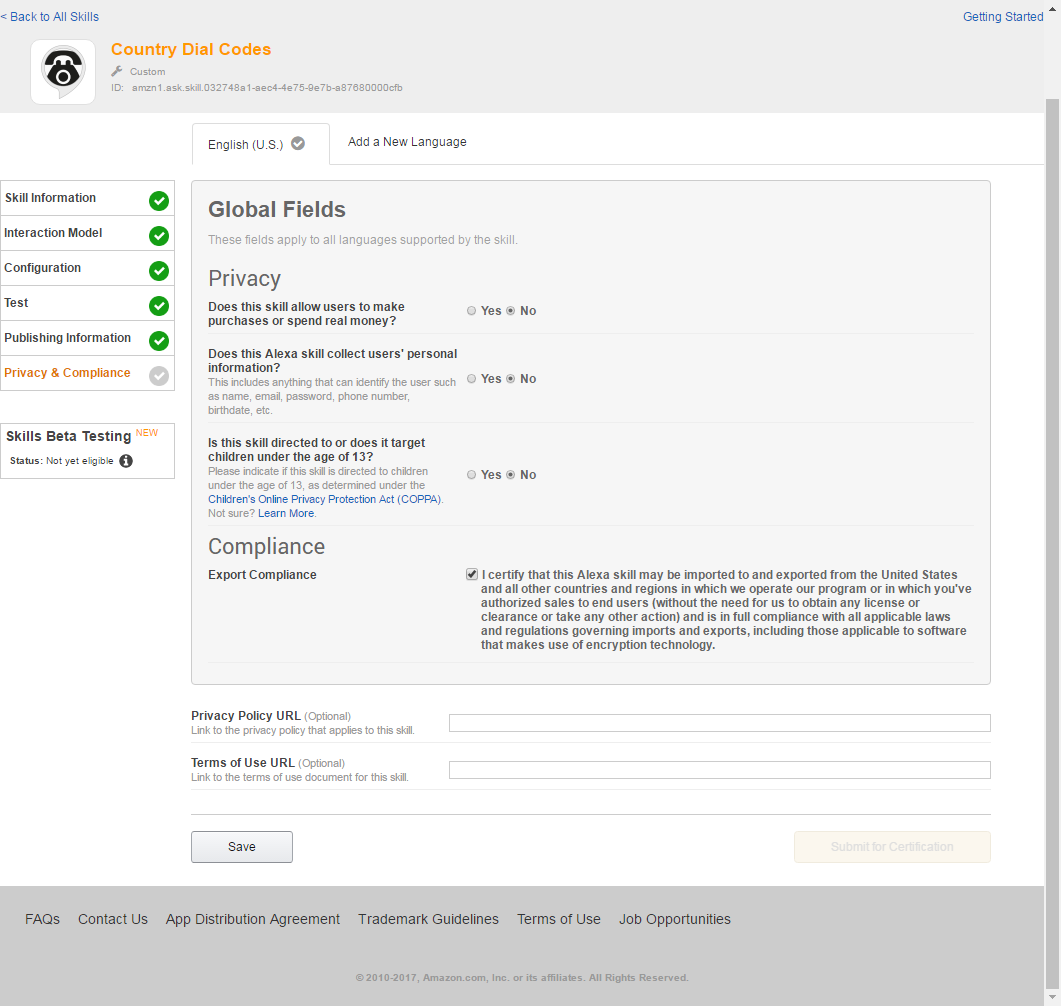 < Back to All Skills
Getting Started
Country Dial Codes
Custom
ID: amzn1.ask.skill.032748a1-aec4-4e75-9e7b-a87680000cfb
English (U.S.)
Add a New Language
Skill Information
Interaction Model
Configuration
Test
Publishing Information
Privacy & Compliance
Skills Beta Testing NEW
Status: Not yet eligible
Global Fields
These fields apply to all languages supported by the skill.
Privacy
Does this skill allow users to make
purchases or spend real money?
Yes No
Does this Alexa skill collect users' personal
information?
This includes anything that can identify the user such
as name, email, password, phone number,
birthdate, etc.
Yes No
Is this skill directed to or does it target
children under the age of 13?
Please indicate if this skill is directed to children
under the age of 13, as determined under the
Children's Online Privacy Protection Act (COPPA).
Not sure? Learn More.
Yes No
Compliance
Export Compliance
I certify that this Alexa skill may be imported to and exported from the United States
and all other countries and regions in which we operate our program or in which you've
authorized sales to end users (without the need for us to obtain any license or
clearance or take any other action) and is in full compliance with all applicable laws
and regulations governing imports and exports, including those applicable to software
that makes use of encryption technology.
Privacy Policy URL (Optional)
Link to the privacy policy that applies to this skill.
Terms of Use URL (Optional)
Link to the terms of use document for this skill.
Save
Submit for Certification
FAQs Contact Us App Distribution Agreement Trademark Guidelines Terms of Use Job Opportunities
© 2010-2017, Amazon.com, Inc. or its affiliates. All Rights Reserved.